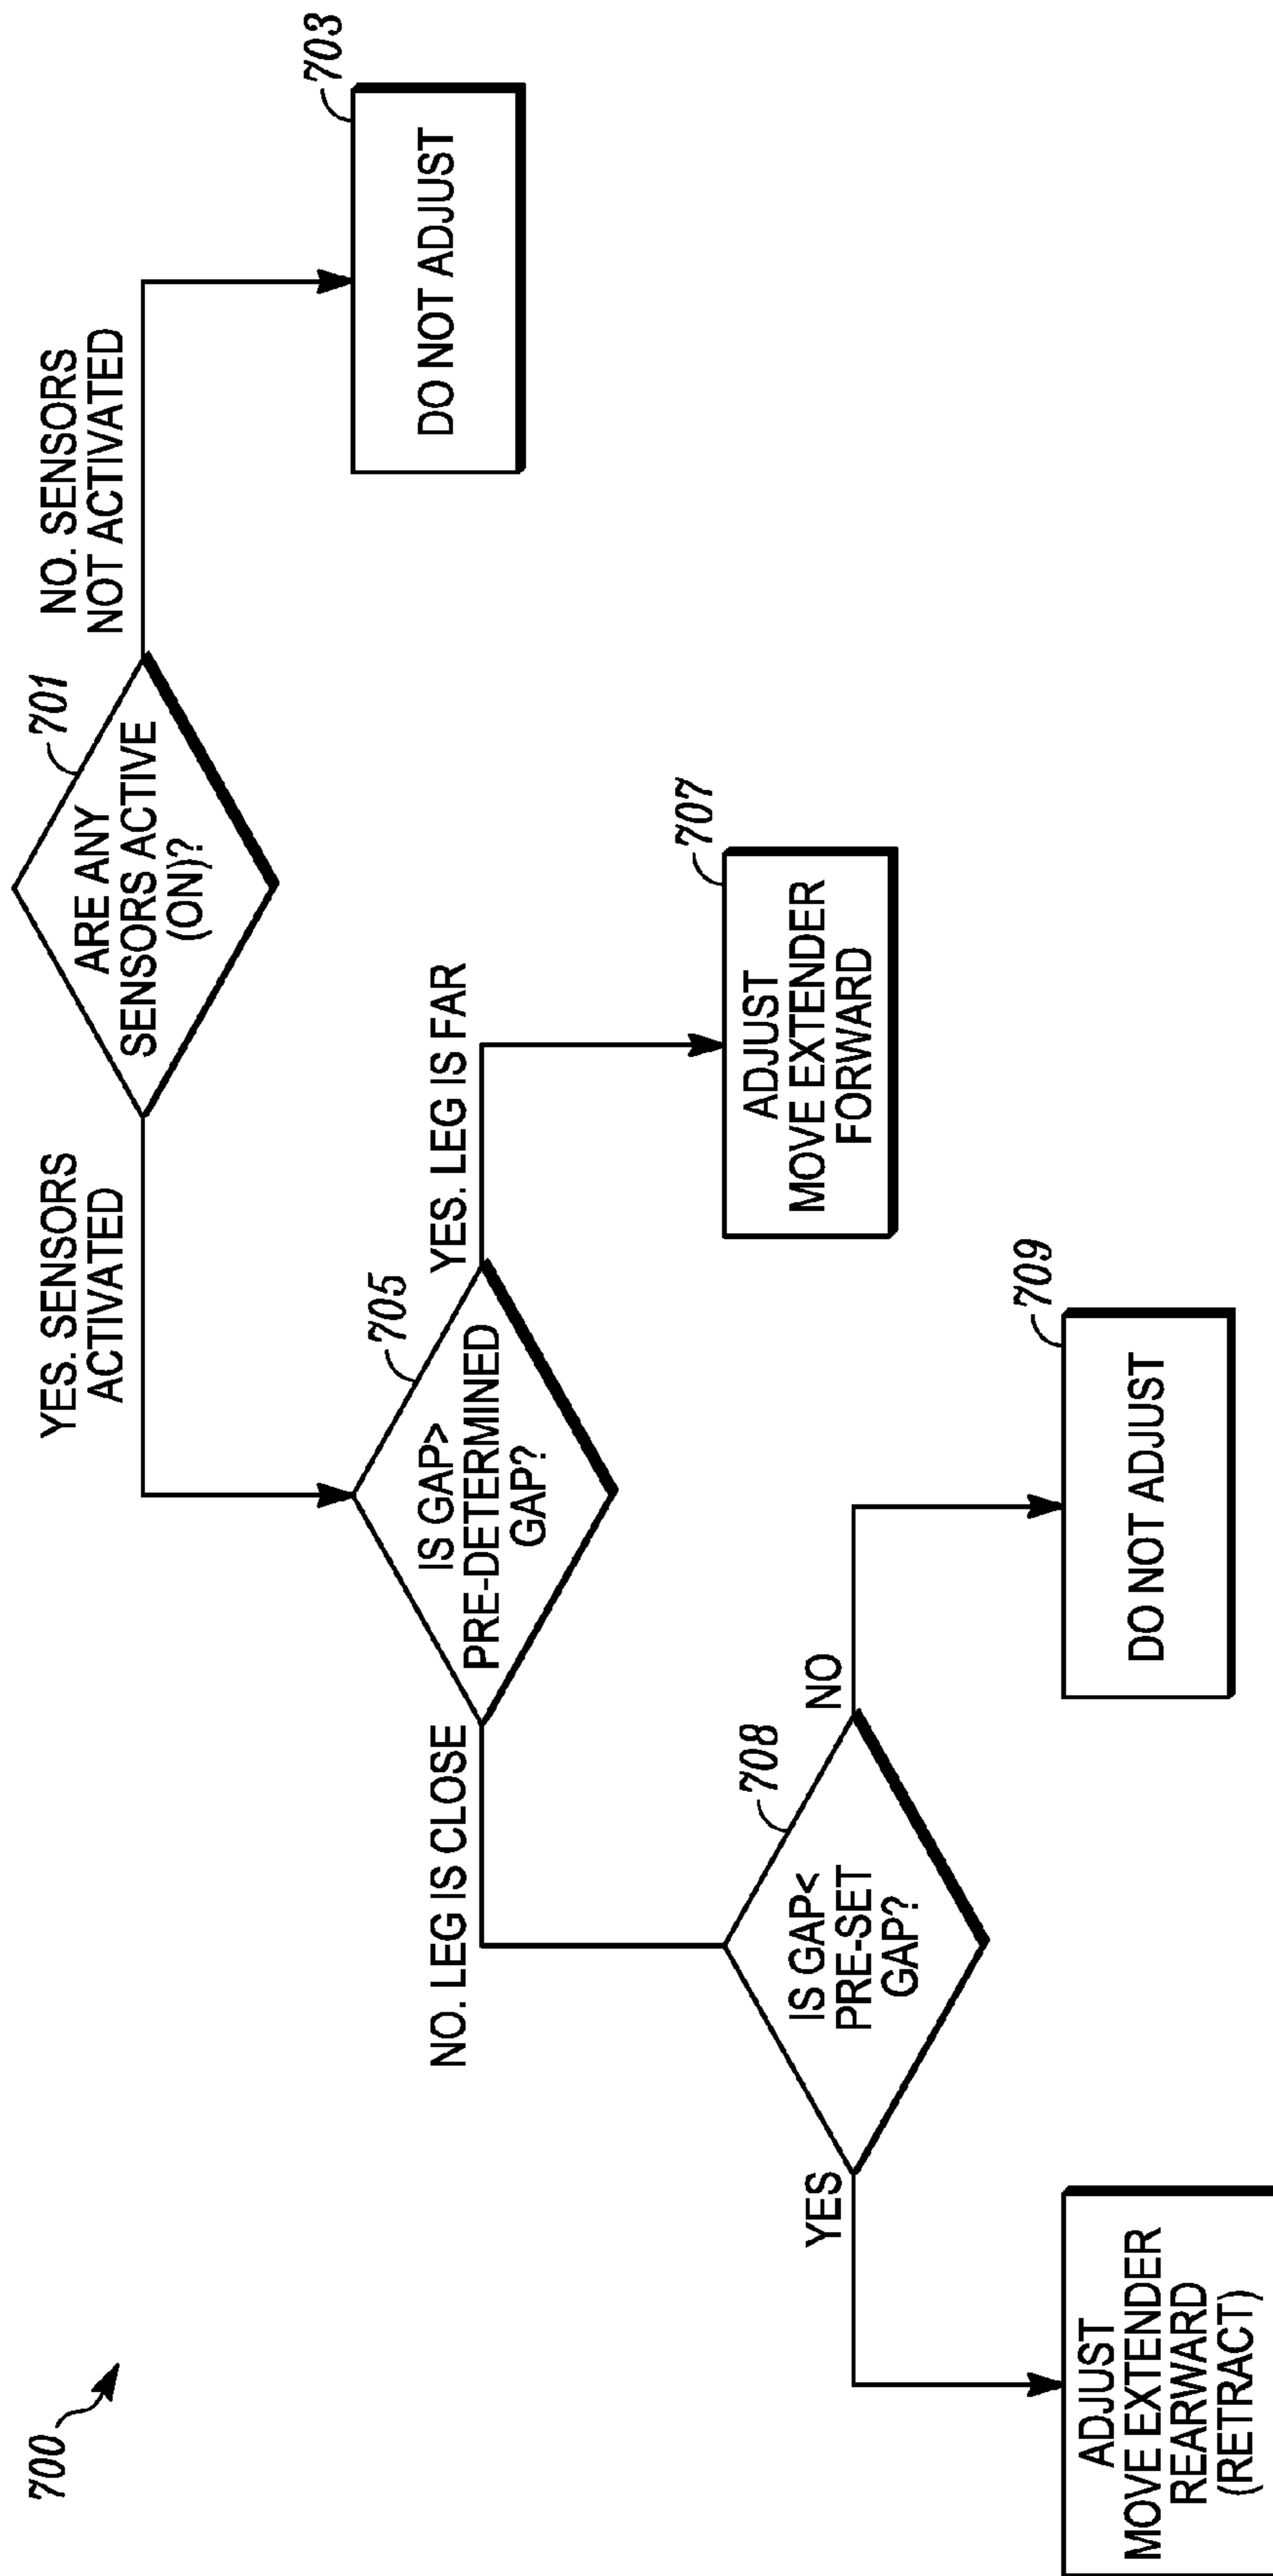 700
ARE ANY
SENSORS ACTIVE
(ON)?
701
YES. SENSORS
ACTIVATED
NO. SENSORS
NOT ACTIVATED
DO NOT ADJUST
703
IS GAP>
PRE-DETERMINED
GAP?
705
NO. LEG IS CLOSE
YES. LEG IS FAR
ADJUST
MOVE EXTENDER
FORWARD
707
IS GAP<
PRE-SET
GAP?
708
YES
NO
ADJUST
MOVE EXTENDER
REARWARD
(RETRACT)
DO NOT ADJUST
709